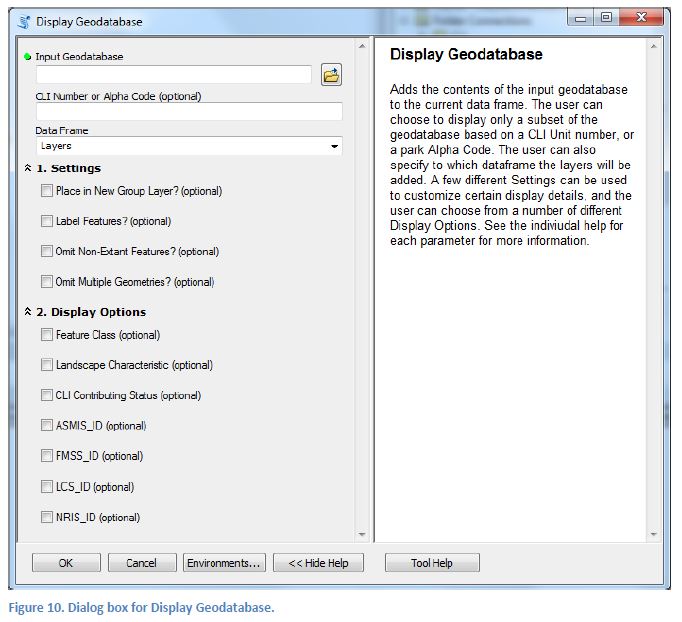 Display Geodatabase
Input Geodatabase
CLI Number or Alpha Code (optional)
Data Frame
Layers
1. Settings
Place in New Group Layer? (optional)
Label Features? (optional)
Omit Non-Extant Features? (optional)
Omit Multiple Geometries? (optional)
2. Display Options
Feature Class (optional)
Landscape Characteristic (optional)
CLI Contributing Status (optional)
ASMIS_ID (optional)
FMSS_ID (optional)
LCS_ID (optional)
NRIS_ID (optional)
Display Geodatabase
Adds the contents of the input geodatabase
to the current data frame. The user can
choose to display only a subset of the
geodatabase based on a CLI Unit number, or
a park Alpha Code. The user can also
specify to which dataframe the layers will be
added. A few different Settings can be used
to customize certain display details, and the
user can choose from a number of different
Display Options. See the indiviudal help for
each parameter for more information.
OK
Cancel
Environments...
<< Hide Help
Tool Help
Figure 10. Dialog box for Display Geodatabase.